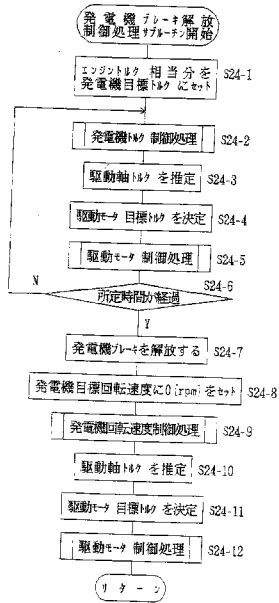 発電機ブレーキ解放
制御処理サブルーチン開始
エンジントルク 相当分を
発電機目標トルク にセット
S24-1
発電機トルク 制御処理
S24-2
駆動軸トルク を推定
S24-3
駆動モータ 目標トルク を決定
S24-4
駆動モータ 制御処理
S24-5
S24-6
N
所定時間が経過
Y
発電機ブレーキを解放する
S24-7
発電機目標回転速度に0〔rpm〕をセット
S24-8
発電機回転速度制御処理
S24-9
駆動軸トルク を推定
S24-10
駆動モータ 目標トルク を決定
S24-11
駆動モータ 制御処理
S24-12
リターン